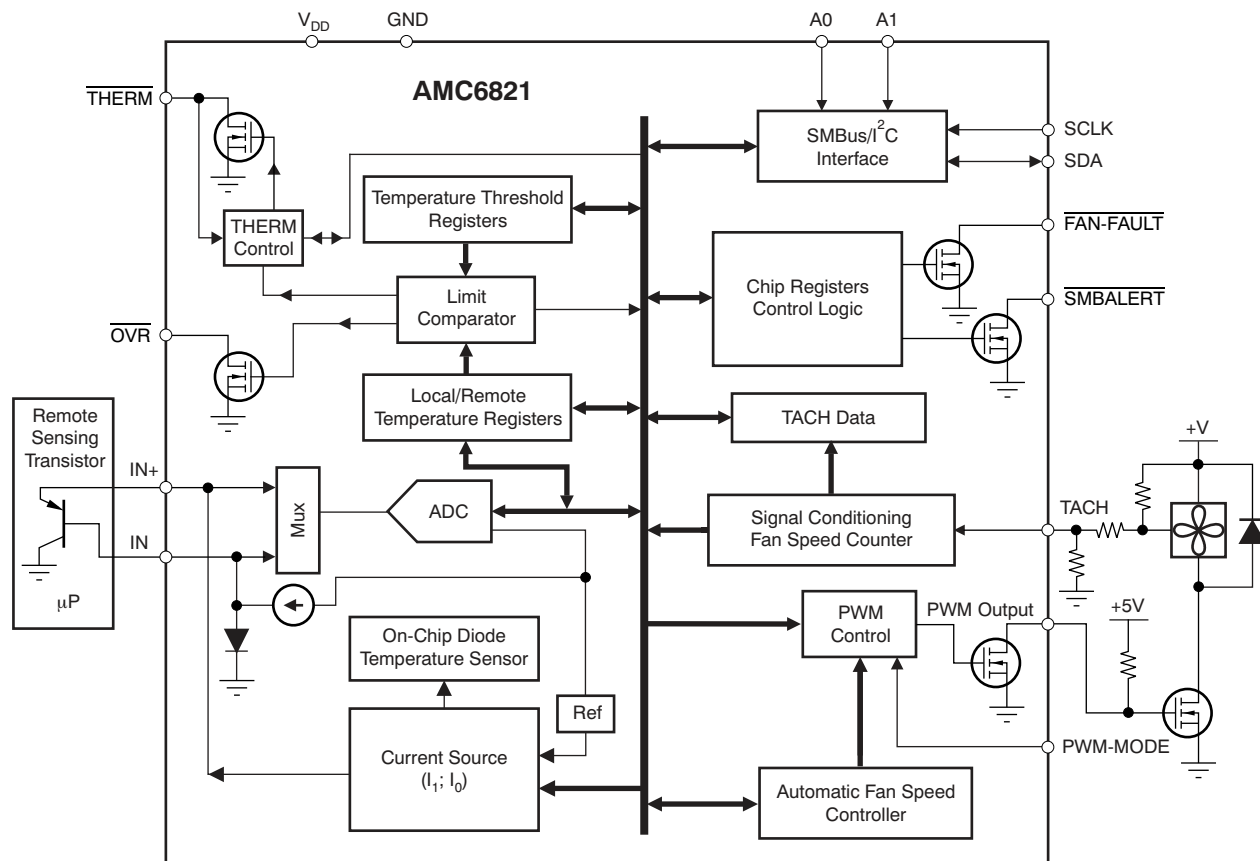 V_DD
GND
A0
A1
AMC6821
THERM
SMBus/I²C
Interface
SCLK
SDA
Temperature Threshold
Registers
THERM
Control
FAN-FAULT
Chip Registers
Control Logic
Limit
Comparator
SMBALERT
OVR
Local/Remote
Temperature Registers
TACH Data
Remote
Sensing
Transistor
+V
IN+
Mux
ADC
Signal Conditioning
Fan Speed Counter
TACH
IN
µP
PWM
Control
PWM Output
+5V
On-Chip Diode
Temperature Sensor
Ref
Current Source
(I₁; I₀)
PWM-MODE
Automatic Fan Speed
Controller